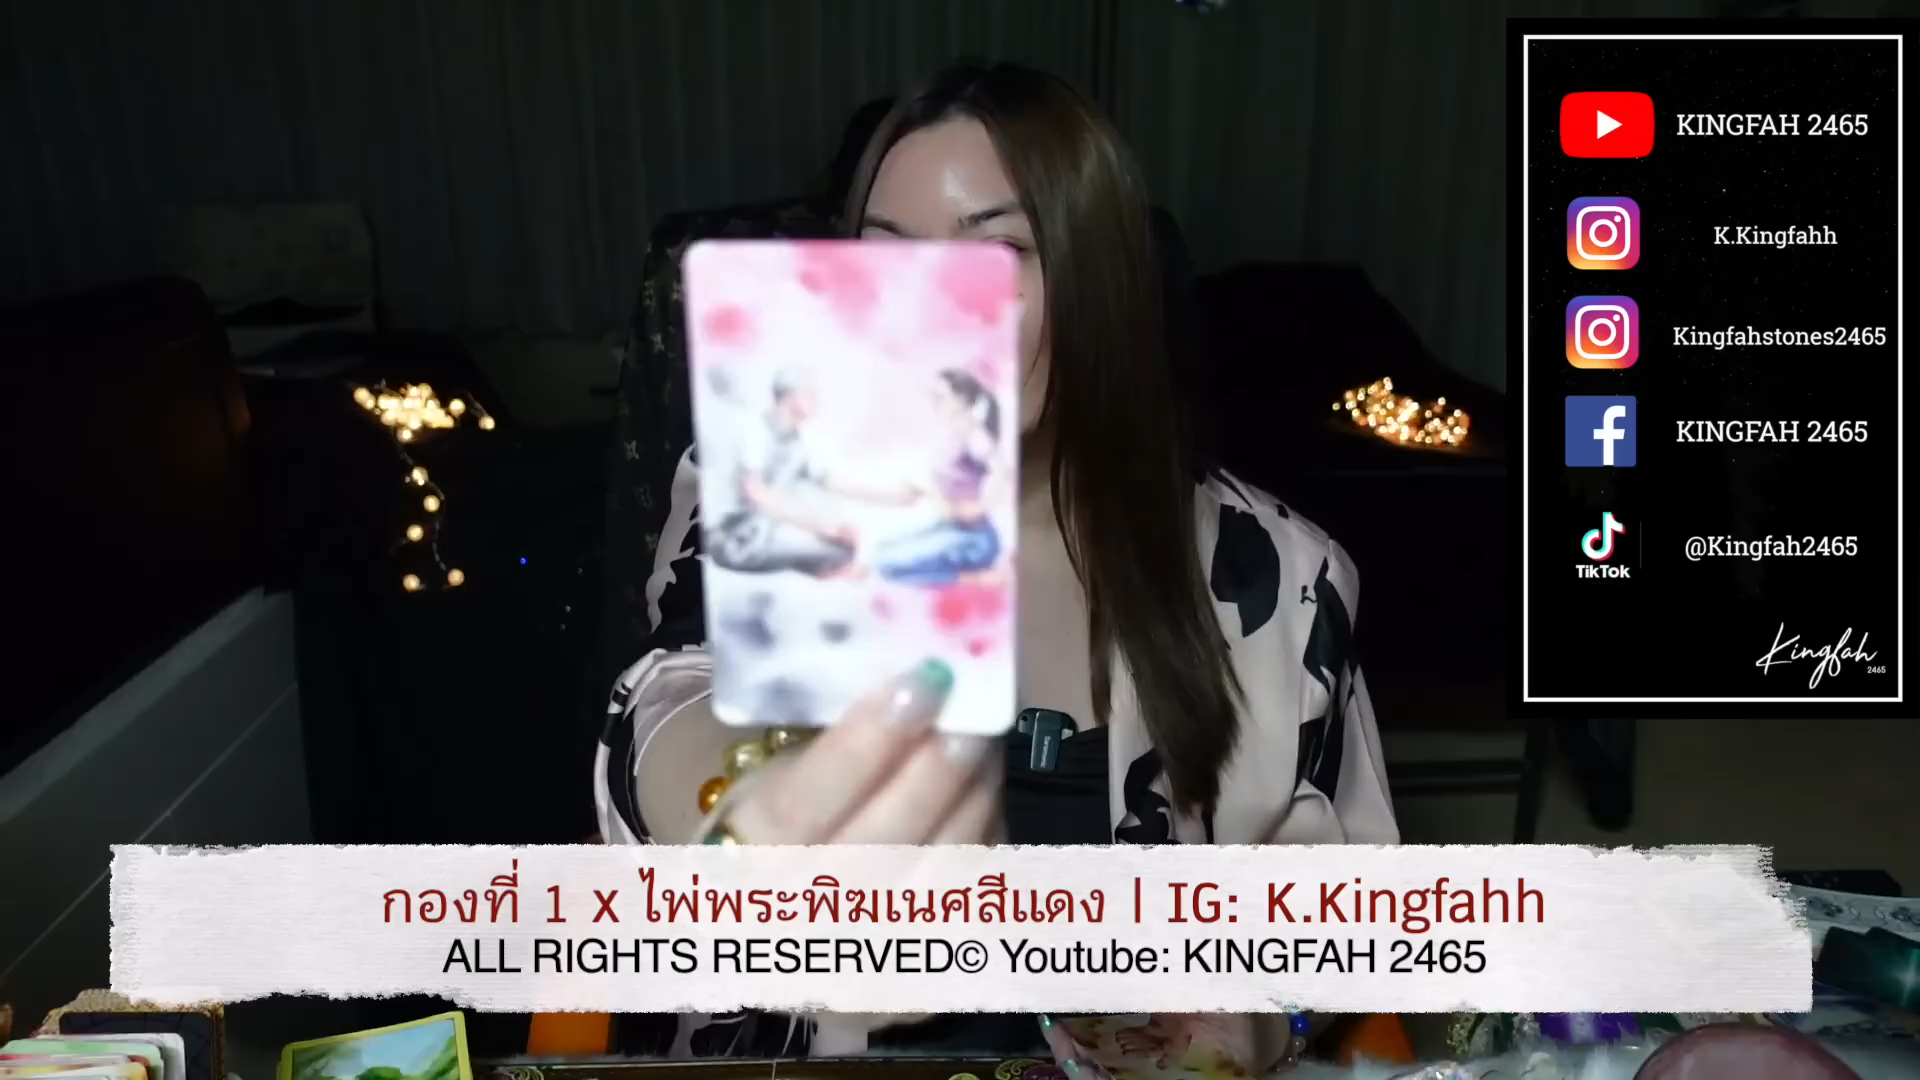 KINGFAH 2465
K.Kingfahh
Kingfahstones2465
KINGFAH 2465
TikTok
@Kingfah2465
Kingfah
2465
Saramonic
กองที่ 1 x ไพ่พระพิฆเนศสีแดง | IG: K.Kingfahh
ALL RIGHTS RESERVED© Youtube: KINGFAH 2465